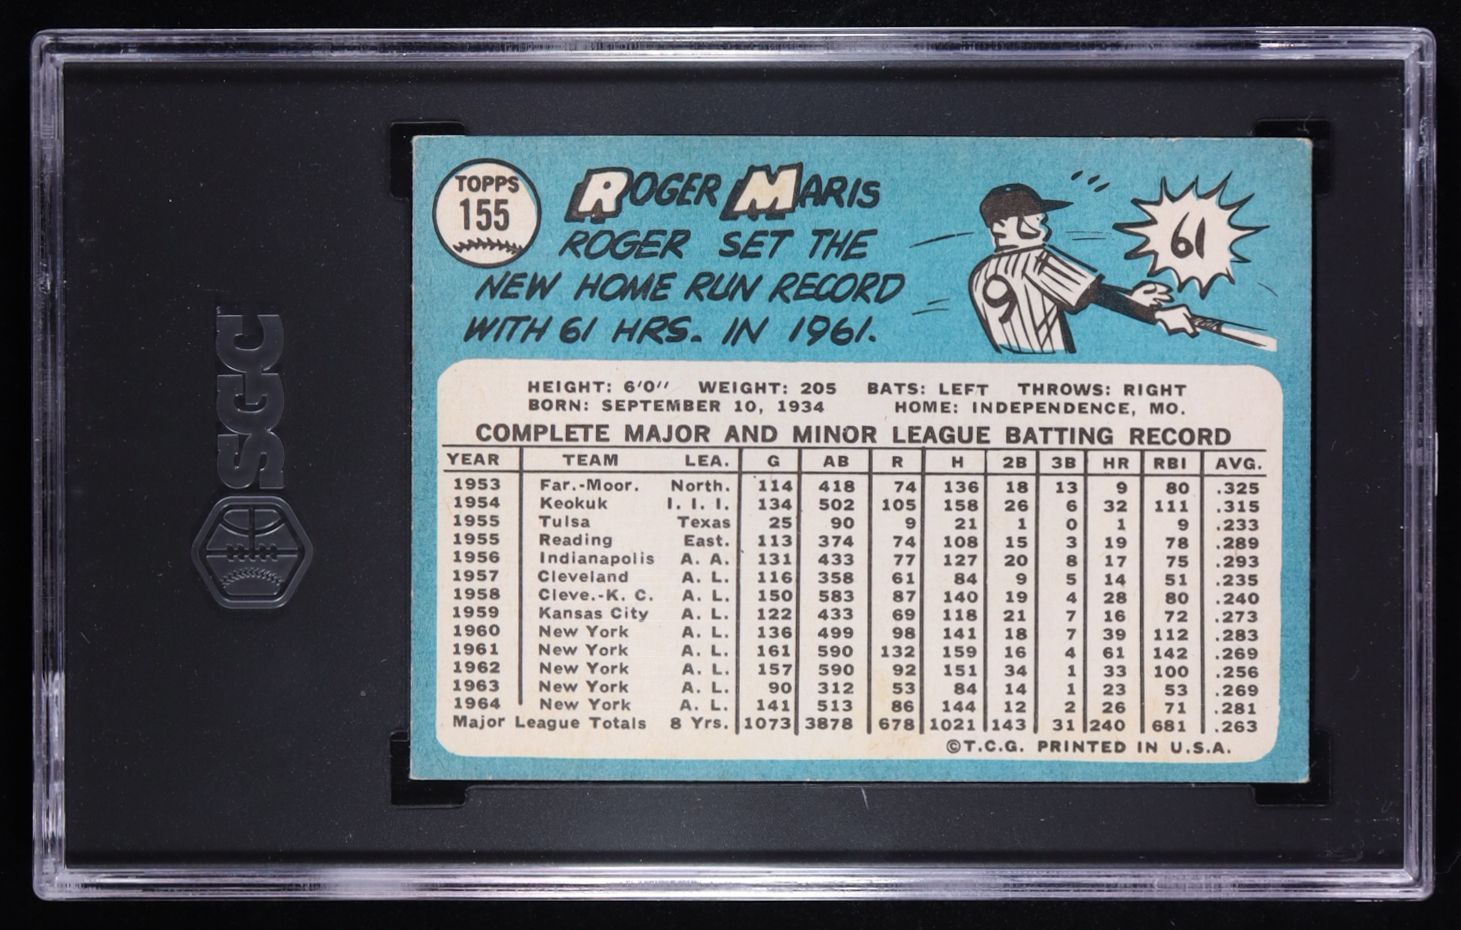 TOPPS
155
ROGER MARIS
ROGER SET THE
NEW HOME RUN RECORD
WITH 61 HRS. IN 1961.
61
9
SGC
HEIGHT: 6'0" WEIGHT: 205 BATS: LEFT THROWS: RIGHT
BORN: SEPTEMBER 10, 1934 HOME: INDEPENDENCE, MO.
COMPLETE MAJOR AND MINOR LEAGUE BATTING RECORD
YEAR TEAM LEA. G AB R H 2B 3B HR RBI AVG.
1953 Far.-Moor. North. 114 418 74 136 18 13 9 80 .325
1954 Keokuk I. I. I. 134 502 105 158 26 6 32 111 .315
1955 Tulsa Texas 25 90 9 21 1 0 1 9 .233
1955 Reading East. 113 374 74 108 15 3 19 78 .289
1956 Indianapolis A. A. 131 433 77 127 20 8 17 75 .293
1957 Cleveland A. L. 116 358 61 84 9 5 14 51 .235
1958 Cleve.-K. C. A. L. 150 583 87 140 19 4 28 80 .240
1959 Kansas City A. L. 122 433 69 118 21 7 16 72 .273
1960 New York A. L. 136 499 98 141 18 7 39 112 .283
1961 New York A. L. 161 590 132 159 16 4 61 142 .269
1962 New York A. L. 157 590 92 151 34 1 33 100 .256
1963 New York A. L. 90 312 53 84 14 1 23 53 .269
1964 New York A. L. 141 513 86 144 12 2 26 71 .281
Major League Totals 8 Yrs. 1073 3878 678 1021 143 31 240 681 .263
©T.C.G. PRINTED IN U.S.A.